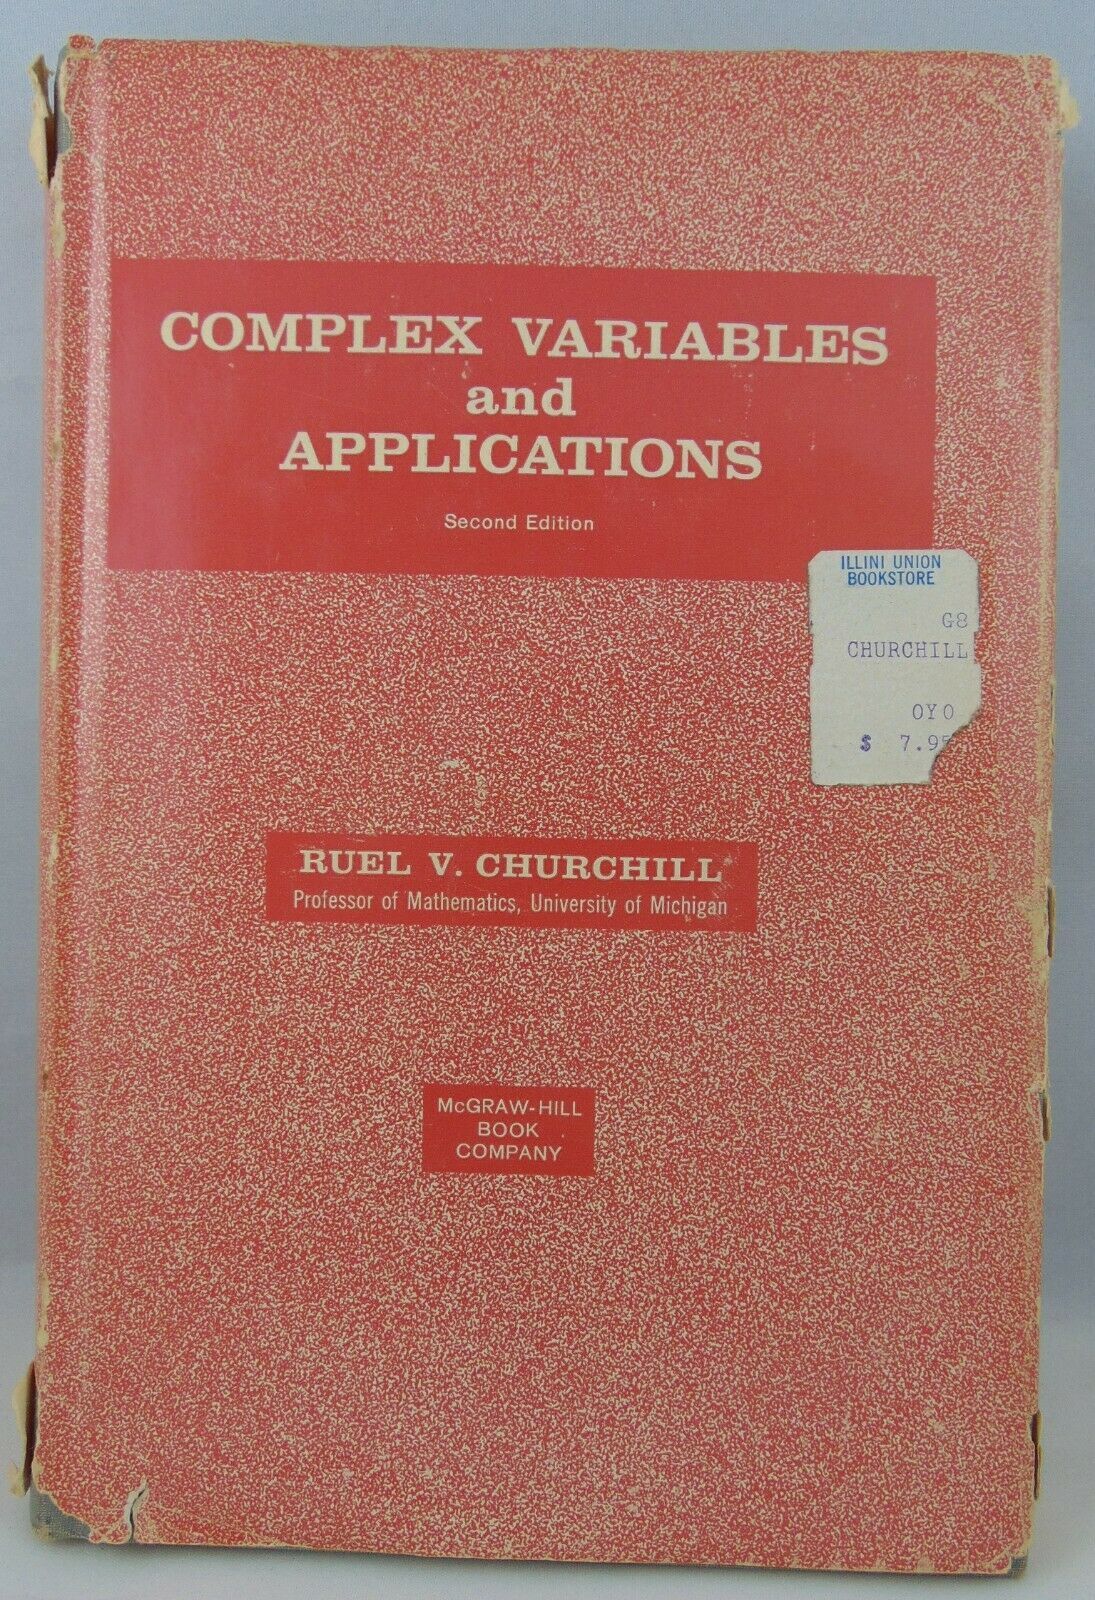 COMPLEX VARIABLES
and
APPLICATIONS
Second Edition
ILLINI UNION
BOOKSTORE
G8
CHURCHILL
OYO
$ 7.95
RUEL V. CHURCHILL
Professor of Mathematics, University of Michigan
McGRAW-HILL
BOOK
COMPANY